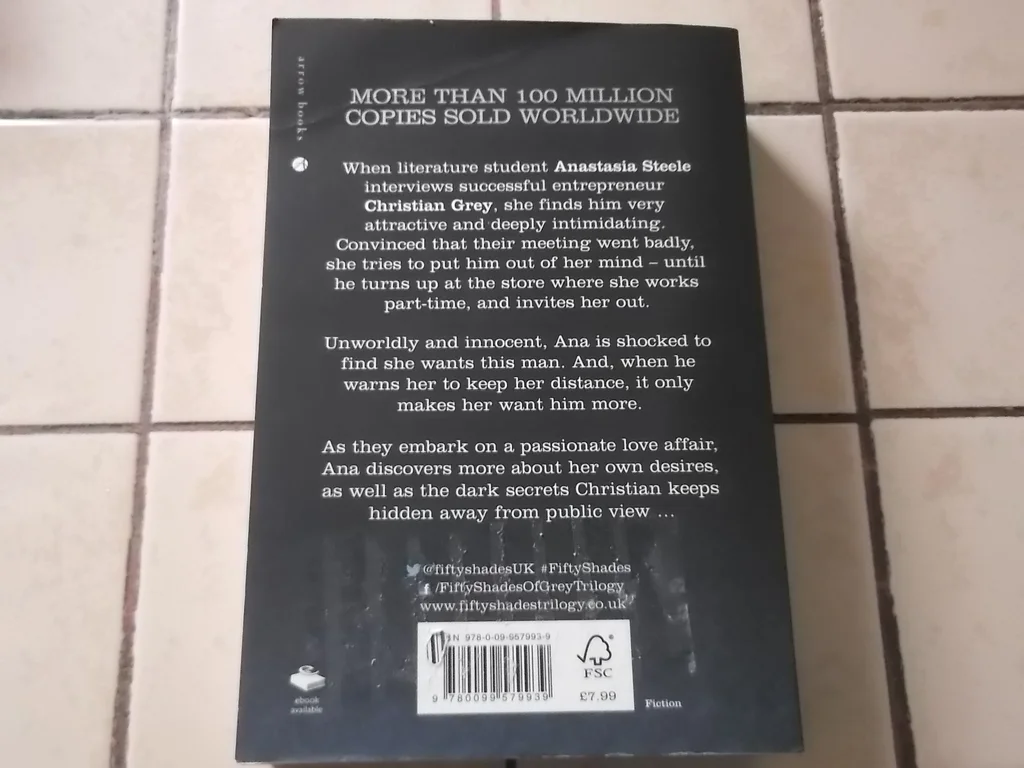 arrow books
MORE THAN 100 MILLION
COPIES SOLD WORLDWIDE
When literature student Anastasia Steele
interviews successful entrepreneur
Christian Grey, she finds him very
attractive and deeply intimidating.
Convinced that their meeting went badly,
she tries to put him out of her mind – until
he turns up at the store where she works
part-time, and invites her out.
Unworldly and innocent, Ana is shocked to
find she wants this man. And, when he
warns her to keep her distance, it only
makes her want him more.
As they embark on a passionate love affair,
Ana discovers more about her own desires,
as well as the dark secrets Christian keeps
hidden away from public view ...
@fiftyshadesUK #FiftyShades
/FiftyShadesOfGreyTrilogy
www.fiftyshadestrilogy.co.uk
978-0-09-957993-9
9 780099 579939
FSC
£7.99
Fiction
ebook
available